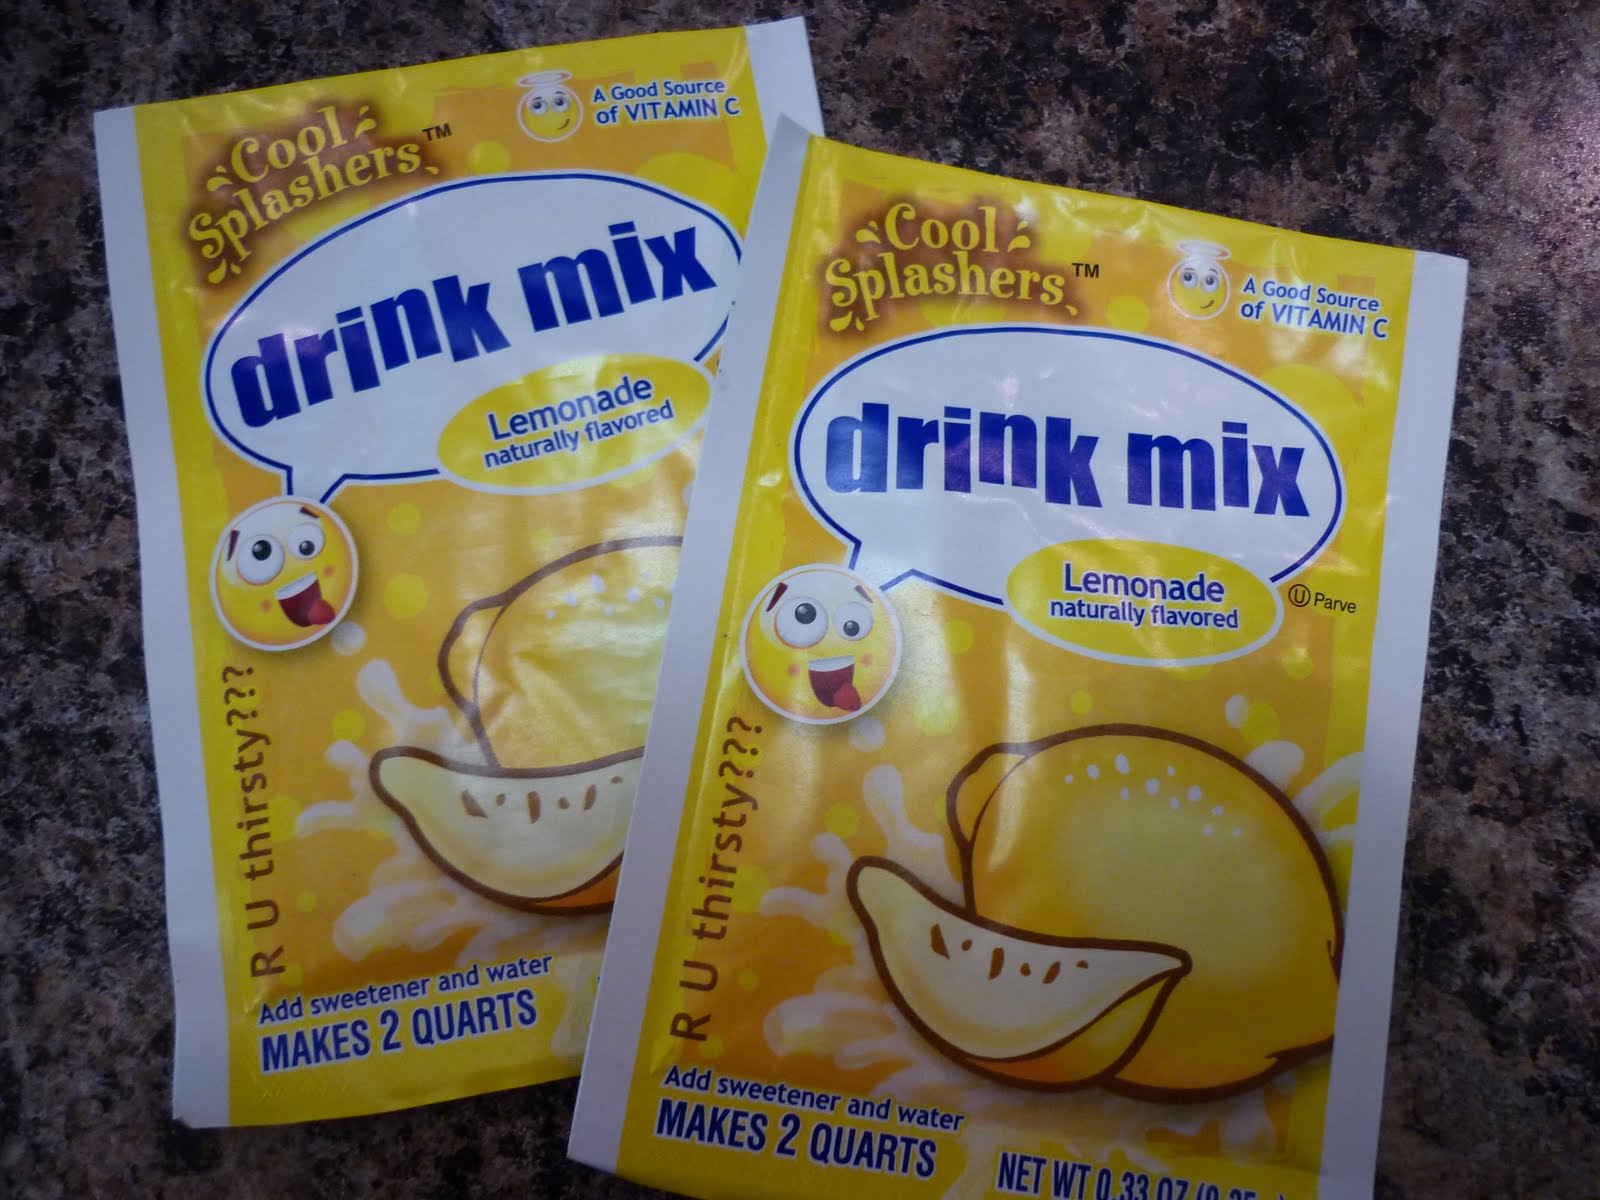 Cool
Splashers™
A Good Source
of VITAMIN C
drink mix
Lemonade
naturally flavored
R U thirsty???
Add sweetener and water
MAKES 2 QUARTS
Cool
Splashers™
A Good Source
of VITAMIN C
drink mix
Lemonade
naturally flavored
Ⓤ Parve
R U thirsty???
Add sweetener and water
MAKES 2 QUARTS
NET WT 0.33 OZ